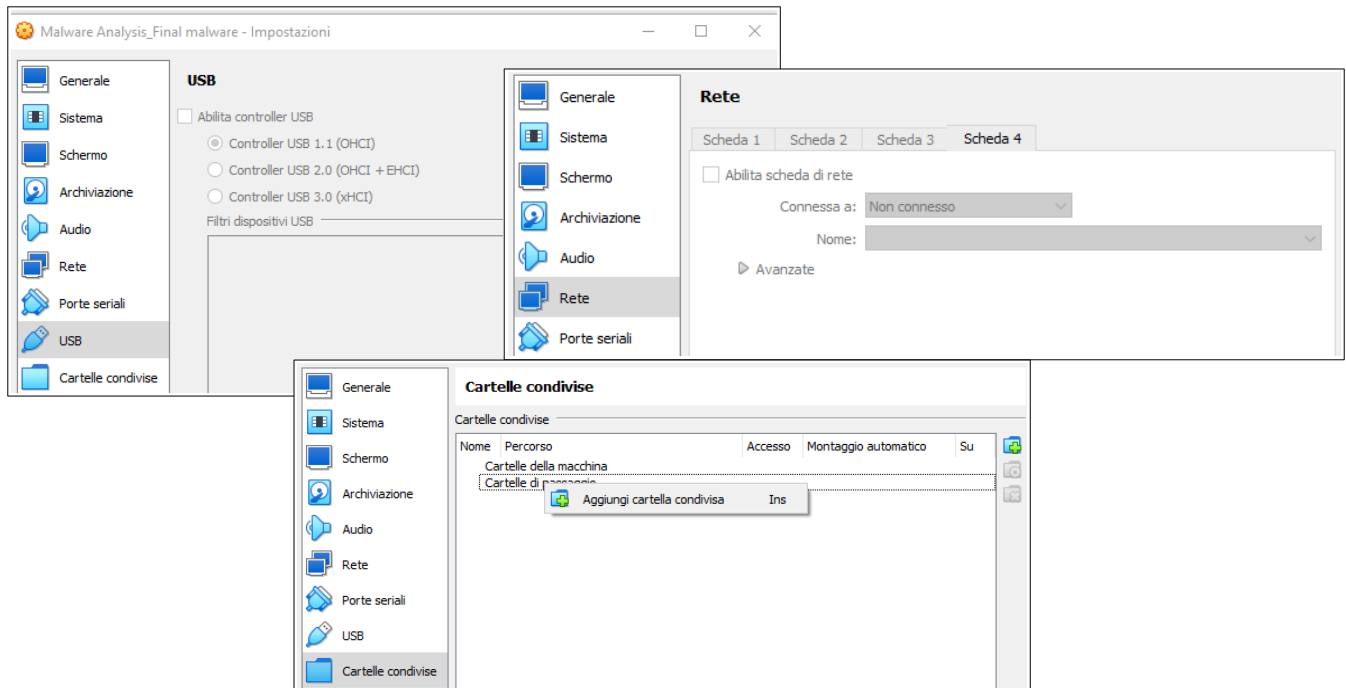 Malware Analysis_Final malware - Impostazioni
Generale
Sistema
Schermo
Archiviazione
Audio
Rete
Porte seriali
USB
Cartelle condivise
USB
Abilita controller USB
Controller USB 1.1 (OHCI)
Controller USB 2.0 (OHCI + EHCI)
Controller USB 3.0 (xHCI)
Filtri dispositivi USB
Generale
Sistema
Schermo
Archiviazione
Audio
Rete
Porte seriali
Rete
Scheda 1 Scheda 2 Scheda 3 Scheda 4
Abilita scheda di rete
Connessa a: Non connesso
Nome:
Avanzate
Generale
Sistema
Schermo
Archiviazione
Audio
Rete
Porte seriali
USB
Cartelle condivise
Cartelle condivise
Cartelle condivise
Nome Percorso Accesso Montaggio automatico Su
Cartelle della macchina
Cartelle di passaggio
Aggiungi cartella condivisa Ins